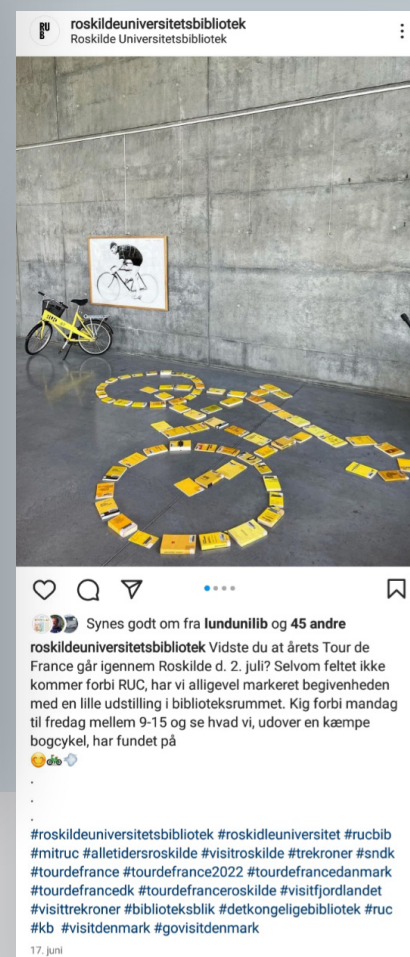 RU
B
roskildeuniversitetsbibliotek
Roskilde Universitetsbibliotek
Synes godt om fra lundunilib og 45 andre
roskildeuniversitetsbibliotek Vidste du at årets Tour de
France går igennem Roskilde d. 2. juli? Selvom feltet ikke
kommer forbi RUC, har vi alligevel markeret begivenheden
med en lille udstilling i biblioteksrummet. Kig forbi mandag
til fredag mellem 9-15 og se hvad vi, udover en kæmpe
bogcykel, har fundet på
.
.
.
#roskildeuniversitetsbibliotek #roskidleuniversitet #rucbib
#mitruc #alletidersroskilde #visitroskilde #trekroner #sndk
#tourdefrance #tourdefrance2022 #tourdefrancedanmark
#tourdefrancedk #tourdefranceroskilde #visitfjordlandet
#visittrekroner #biblioteksblik #detkongeligebibliotek #ruc
#kb #visitdenmark #govisitdenmark
17. juni